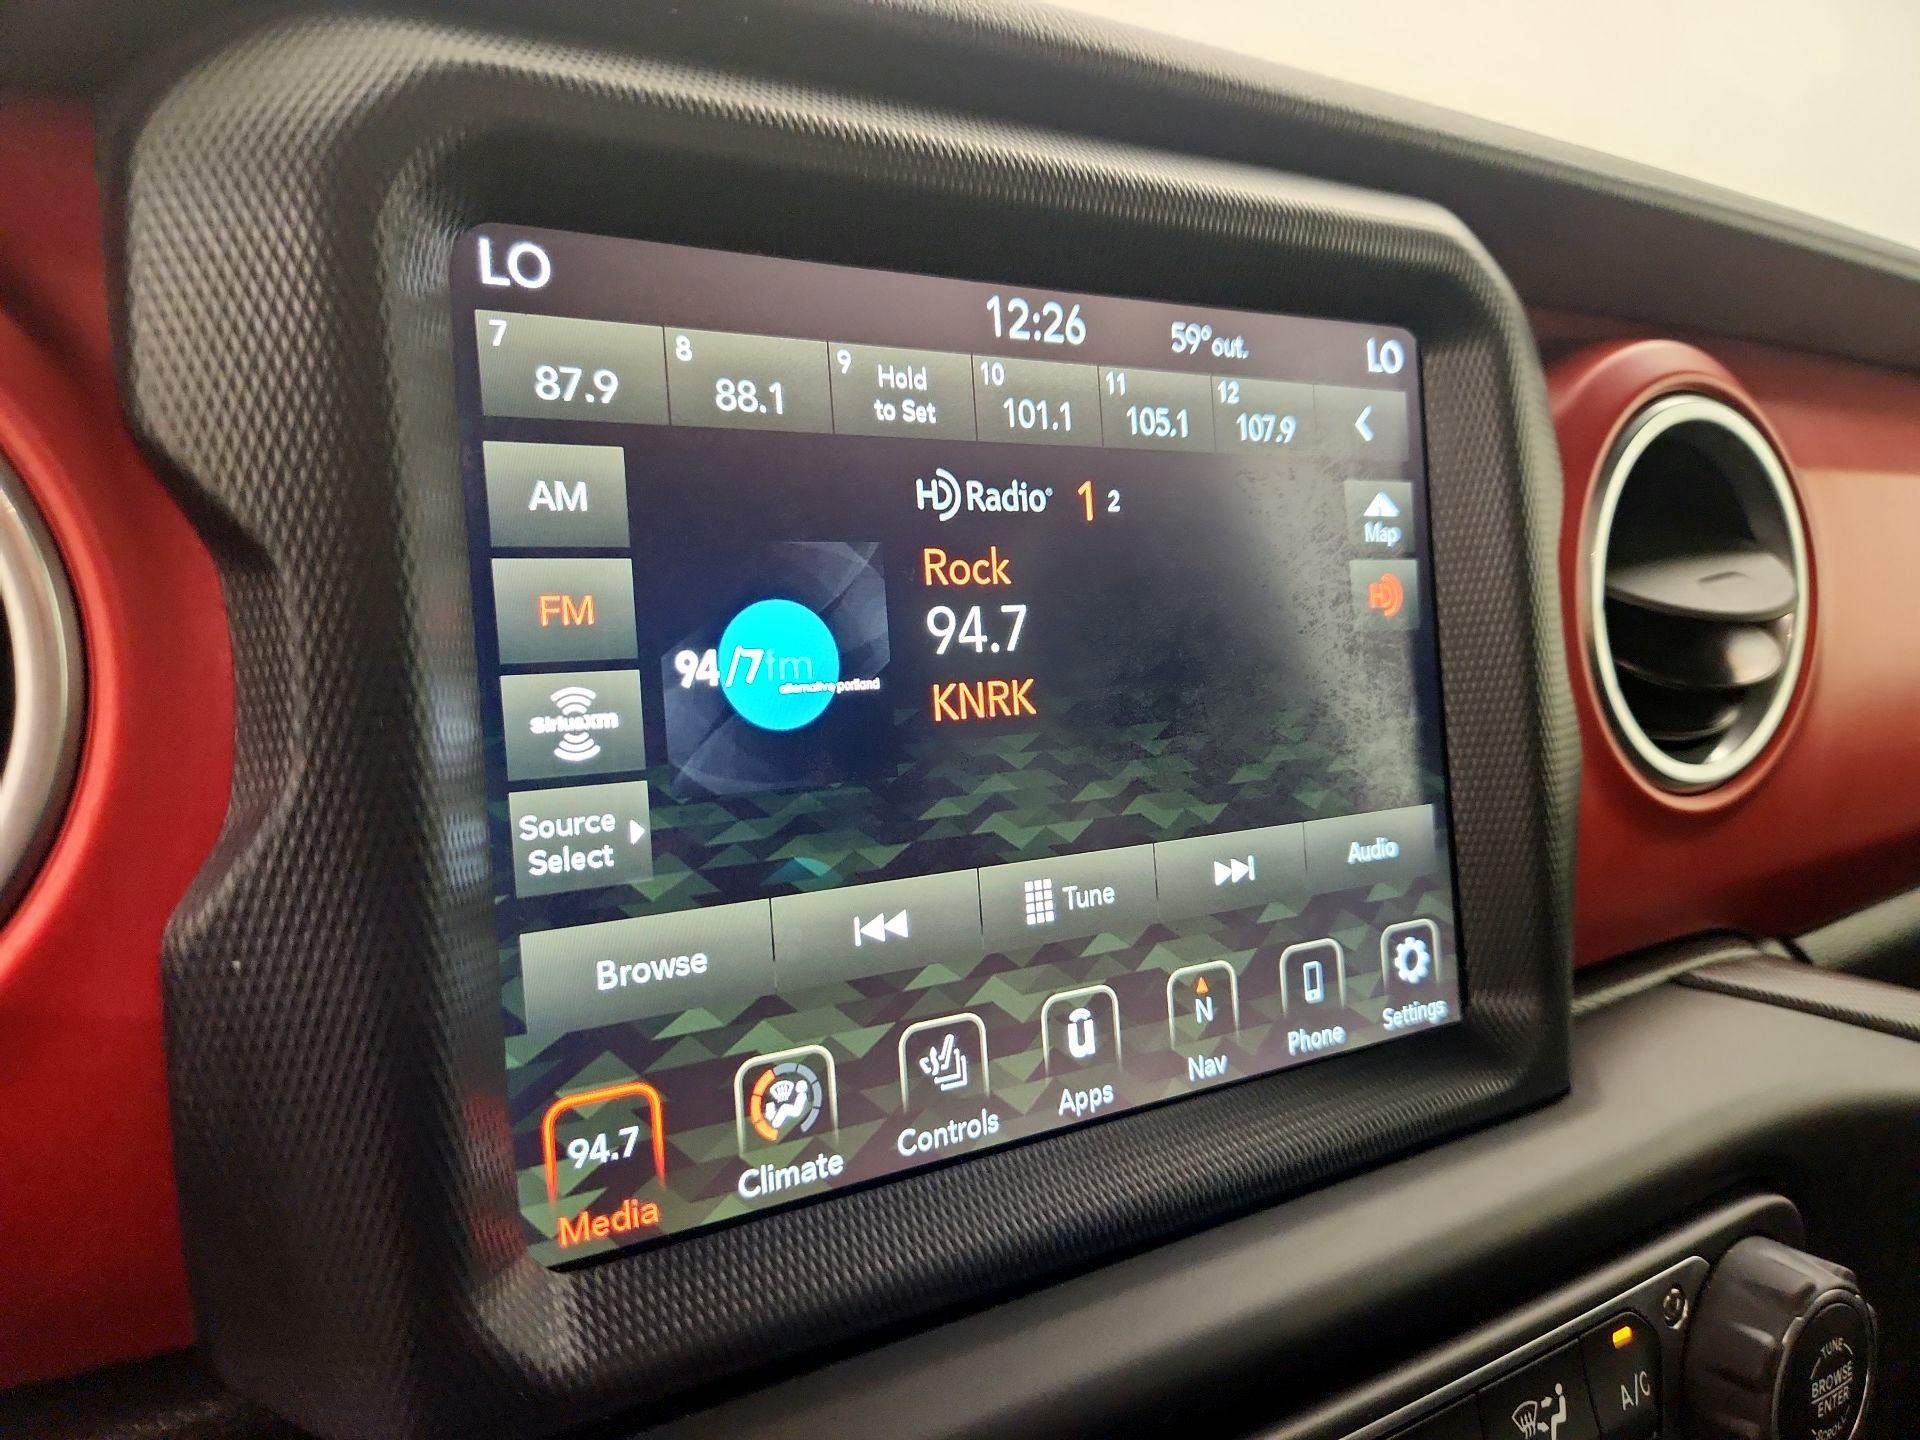 LO
12:26
59° out.
LO
7
87.9
8
88.1
9
Hold
to Set
10
101.1
11
105.1
12
107.9
AM
HD Radio® 1 2
Map
FM
Rock
HD
94/7fm
alternative portland
94.7
KNRK
SiriusXM
Source
Select
Browse
Tune
Audio
94.7
Media
Climate
Controls
u
Apps
N
Nav
Phone
Settings
A/C
TUNE
BROWSE
ENTER
SCROLL